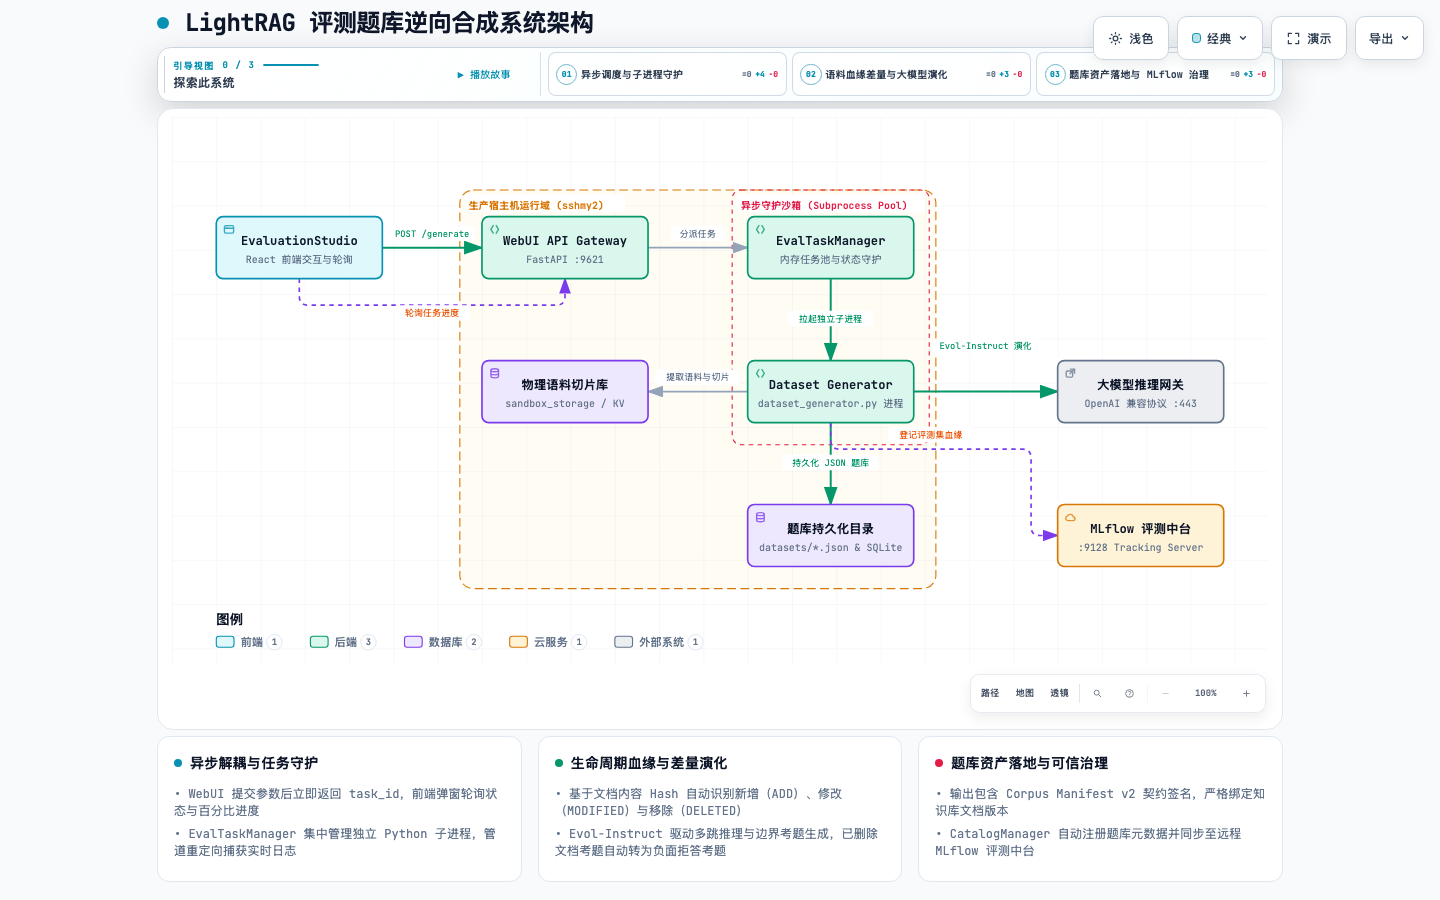 LightRAG 评测题库逆向合成系统架构
浅色
经典
演示
导出
引导视图 0 / 3
探索此系统
▶ 播放故事
01 异步调度与子进程守护 ≡0 +4 -0
02 语料血缘差量与大模型演化 ≡0 +3 -0
03 题库资产落地与 MLflow 治理 ≡0 +3 -0
生产宿主机运行域 (sshmy2)
异步守护沙箱 (Subprocess Pool)
EvaluationStudio
React 前端交互与轮询
POST /generate
WebUI API Gateway
FastAPI :9621
分派任务
EvalTaskManager
内存任务池与状态守护
轮询任务进度
拉起独立子进程
Evol-Instruct 演化
物理语料切片库
sandbox_storage / KV
提取语料与切片
Dataset Generator
dataset_generator.py 进程
大模型推理网关
OpenAI 兼容协议 :443
登记评测集血缘
持久化 JSON 题库
题库持久化目录
datasets/*.json & SQLite
MLflow 评测中台
:9128 Tracking Server
图例
前端 1
后端 3
数据库 2
云服务 1
外部系统 1
路径 地图 透镜 − 100% +
异步解耦与任务守护
• WebUI 提交参数后立即返回 task_id，前端弹窗轮询状
态与百分比进度
• EvalTaskManager 集中管理独立 Python 子进程，管
道重定向捕获实时日志
生命周期血缘与差量演化
• 基于文档内容 Hash 自动识别新增（ADD）、修改
（MODIFIED）与移除（DELETED）
• Evol-Instruct 驱动多跳推理与边界考题生成，已删除
文档考题自动转为负面拒答考题
题库资产落地与可信治理
• 输出包含 Corpus Manifest v2 契约签名，严格绑定知
识库文档版本
• CatalogManager 自动注册题库元数据并同步至远程
MLflow 评测中台